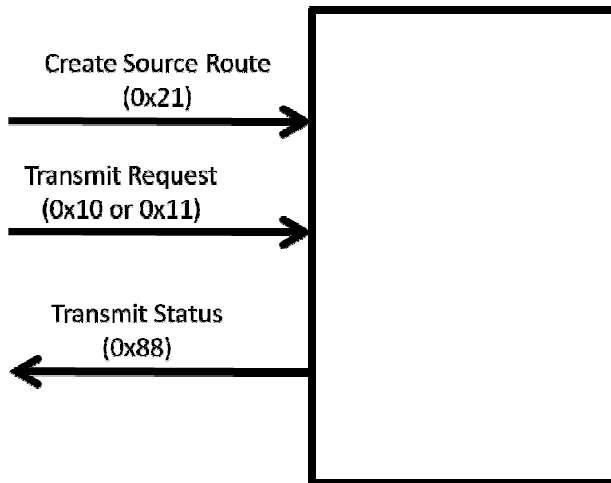 Create Source Route
(0x21)
Transmit Request
(0x10 or 0x11)
Transmit Status
(0x88)